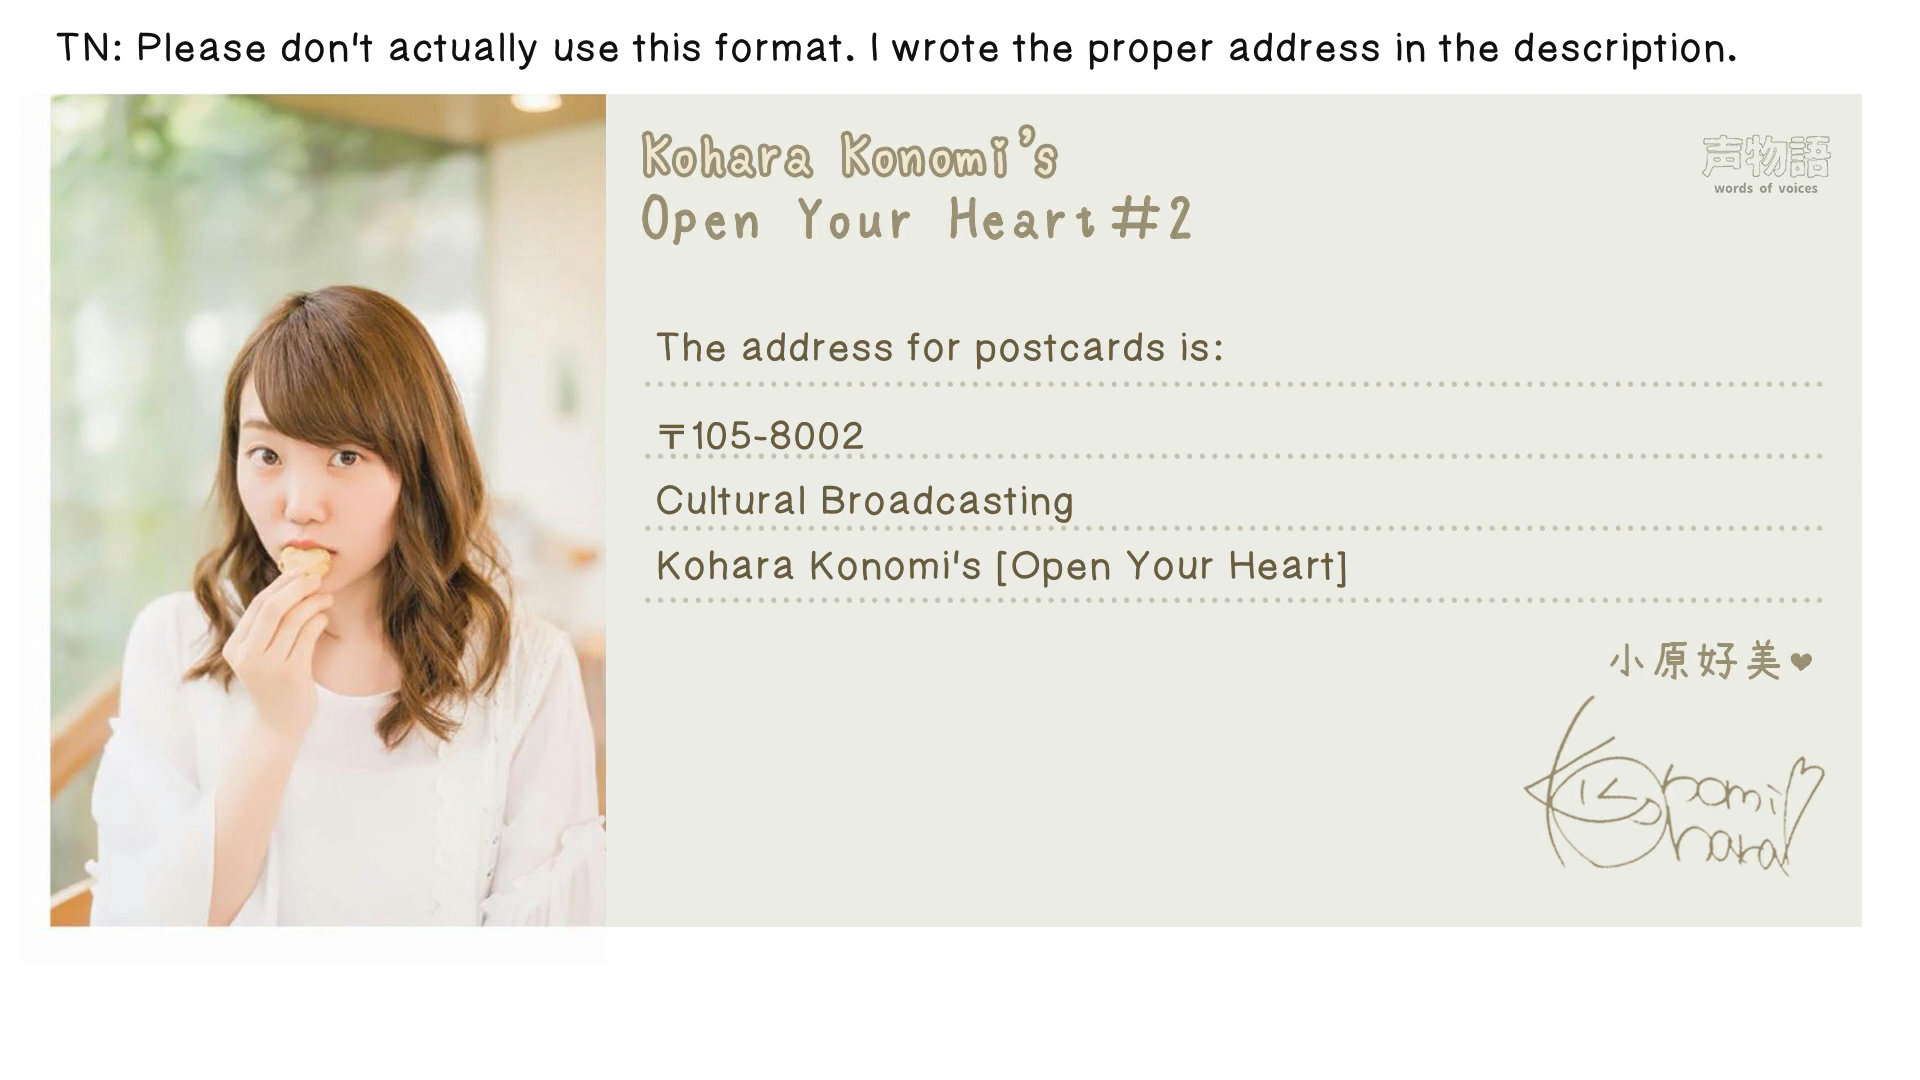 TN: Please don't actually use this format. I wrote the proper address in the description.
Kohara Konomi's
Open Your Heart #2
声物語
words of voices
The address for postcards is:
〒105-8002
Cultural Broadcasting
Kohara Konomi's [Open Your Heart]
小原好美♥
Konomi
Kohara